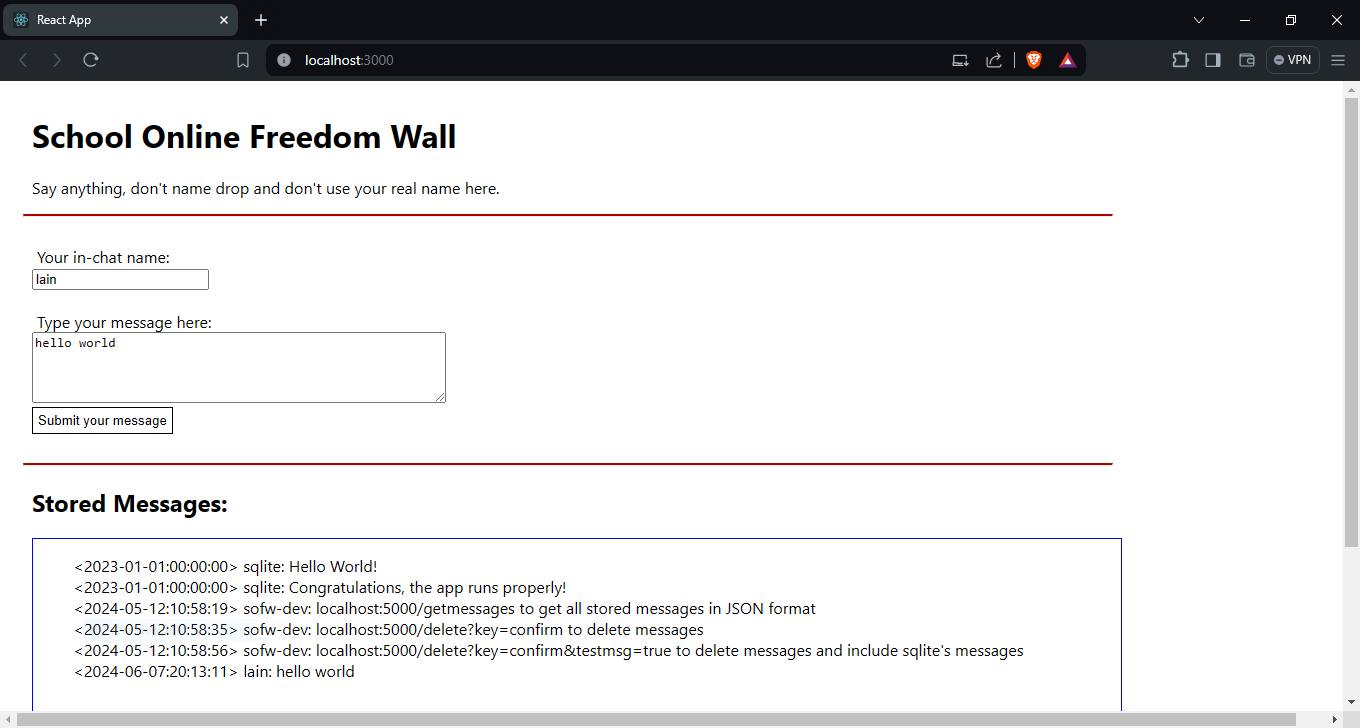 React App
localhost:3000
VPN
School Online Freedom Wall
Say anything, don't name drop and don't use your real name here.
Your in-chat name:
lain
Type your message here:
hello world
Submit your message
Stored Messages:
<2023-01-01:00:00:00> sqlite: Hello World!
<2023-01-01:00:00:00> sqlite: Congratulations, the app runs properly!
<2024-05-12:10:58:19> sofw-dev: localhost:5000/getmessages to get all stored messages in JSON format
<2024-05-12:10:58:35> sofw-dev: localhost:5000/delete?key=confirm to delete messages
<2024-05-12:10:58:56> sofw-dev: localhost:5000/delete?key=confirm&testmsg=true to delete messages and include sqlite's messages
<2024-06-07:20:13:11> lain: hello world